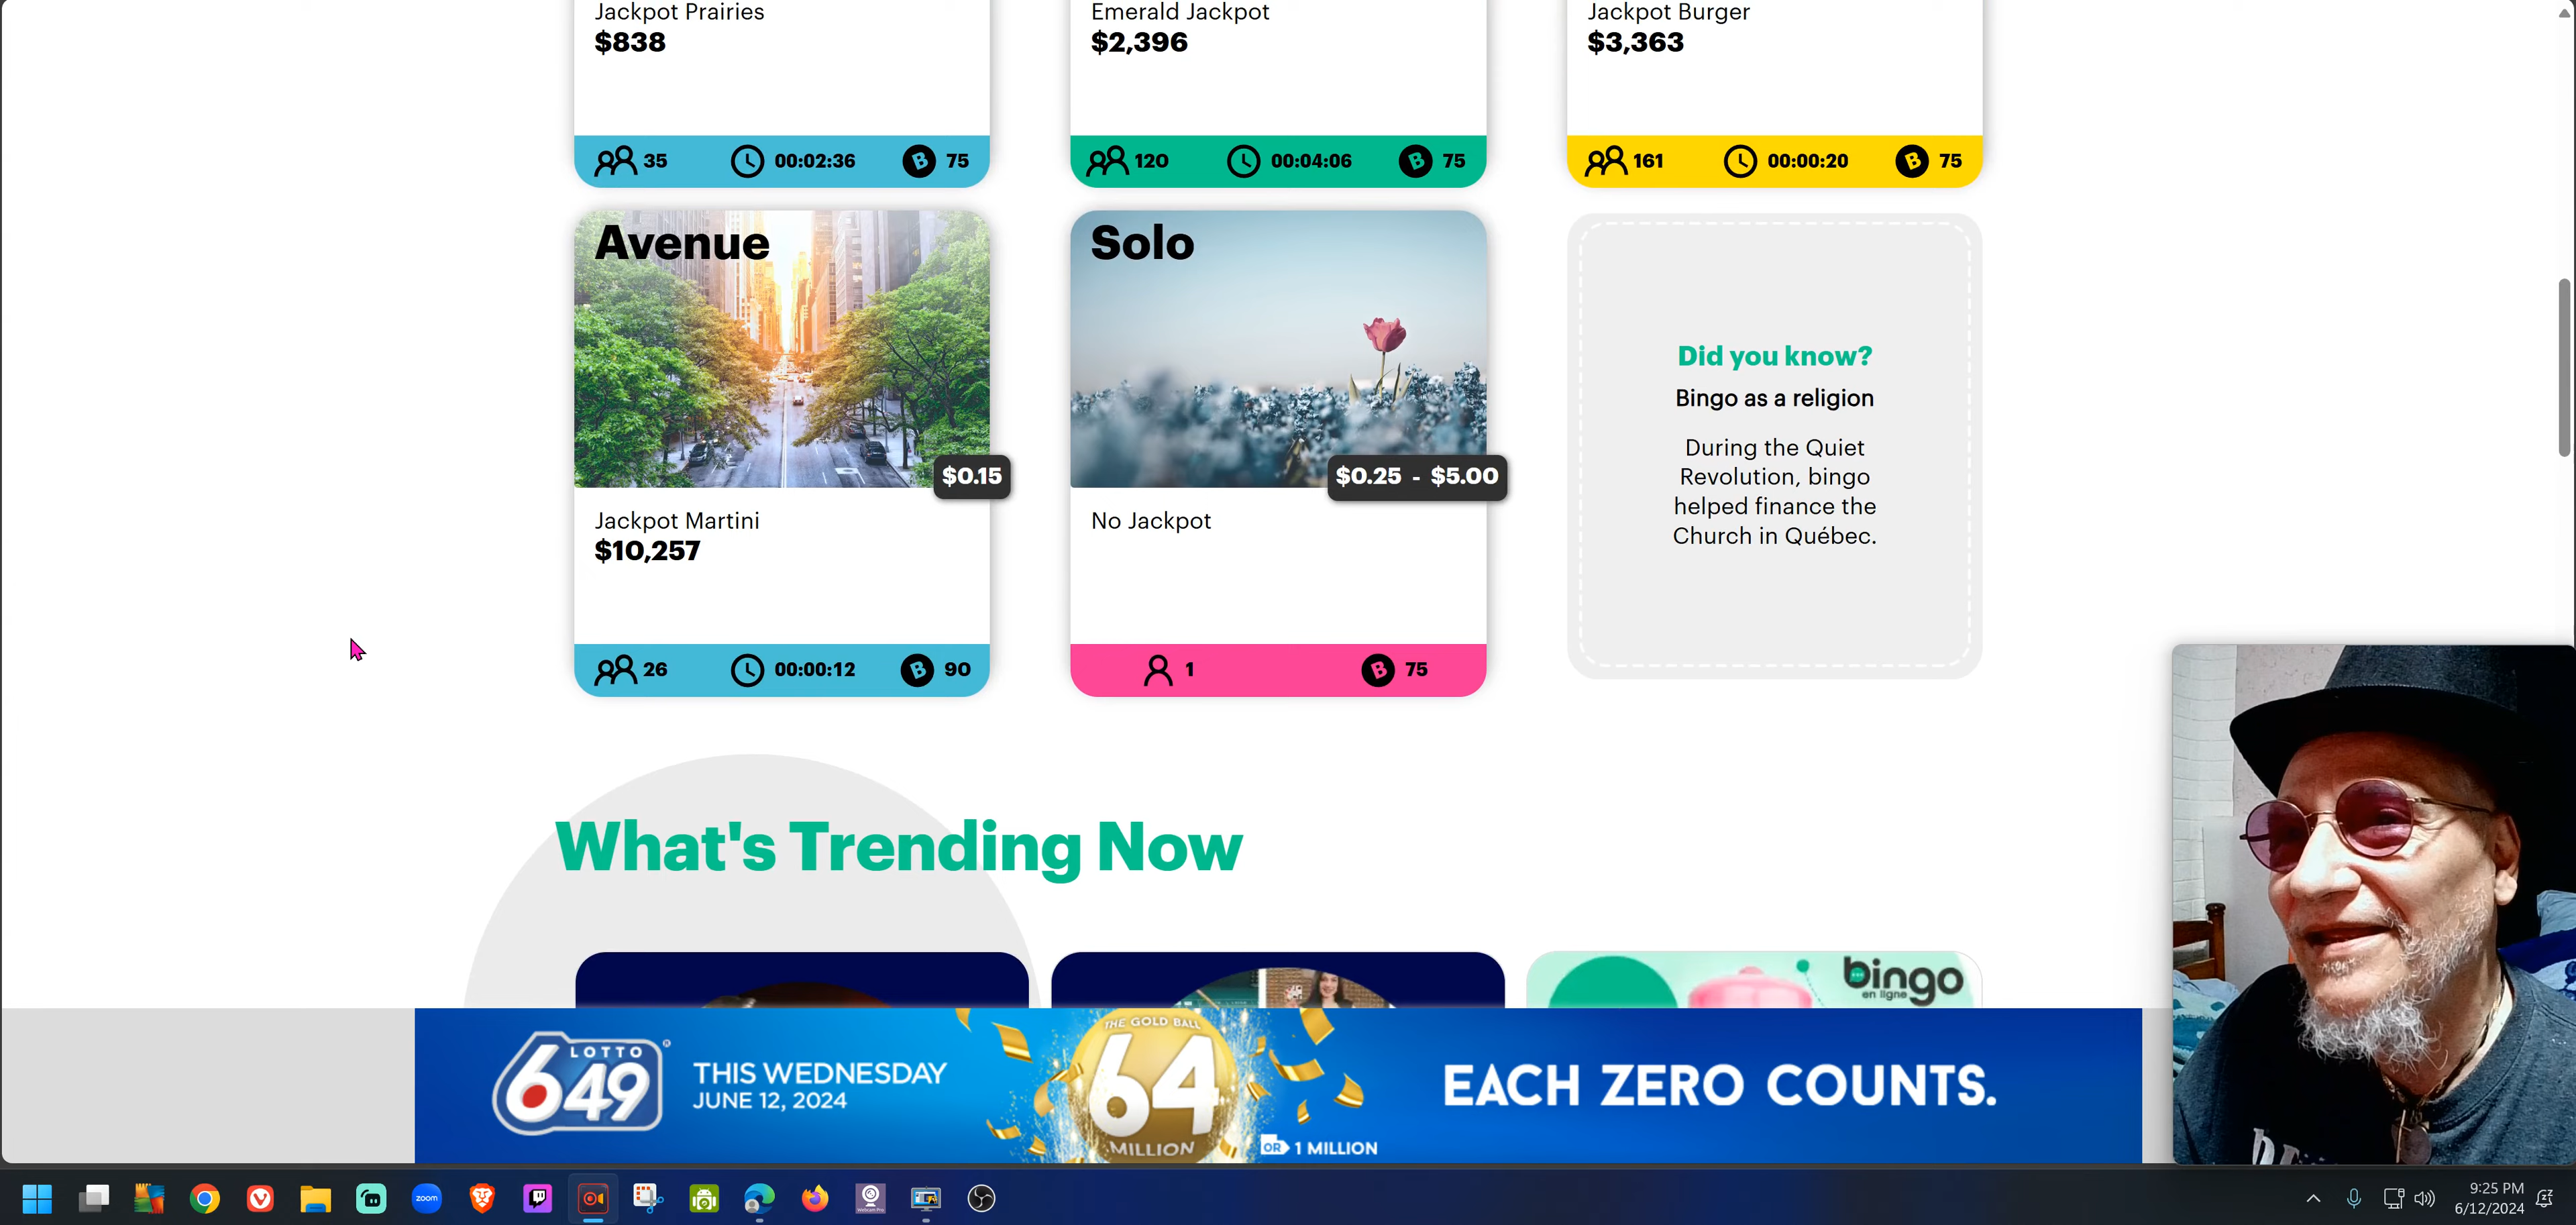 Jackpot Prairies
$838
35 00:02:36 B 75
Emerald Jackpot
$2,396
120 00:04:06 B 75
Jackpot Burger
$3,363
161 00:00:20 B 75
Avenue
$0.15
Jackpot Martini
$10,257
26 00:00:12 B 90
Solo
$0.25 - $5.00
No Jackpot
1 B 75
Did you know?
Bingo as a religion
During the Quiet
Revolution, bingo
helped finance the
Church in Québec.
What's Trending Now
bingo
en ligne
LOTTO
649
THIS WEDNESDAY
JUNE 12, 2024
THE GOLD BALL
64
MILLION
OR 1 MILLION
EACH ZERO COUNTS.
zoom
9:25 PM
6/12/2024